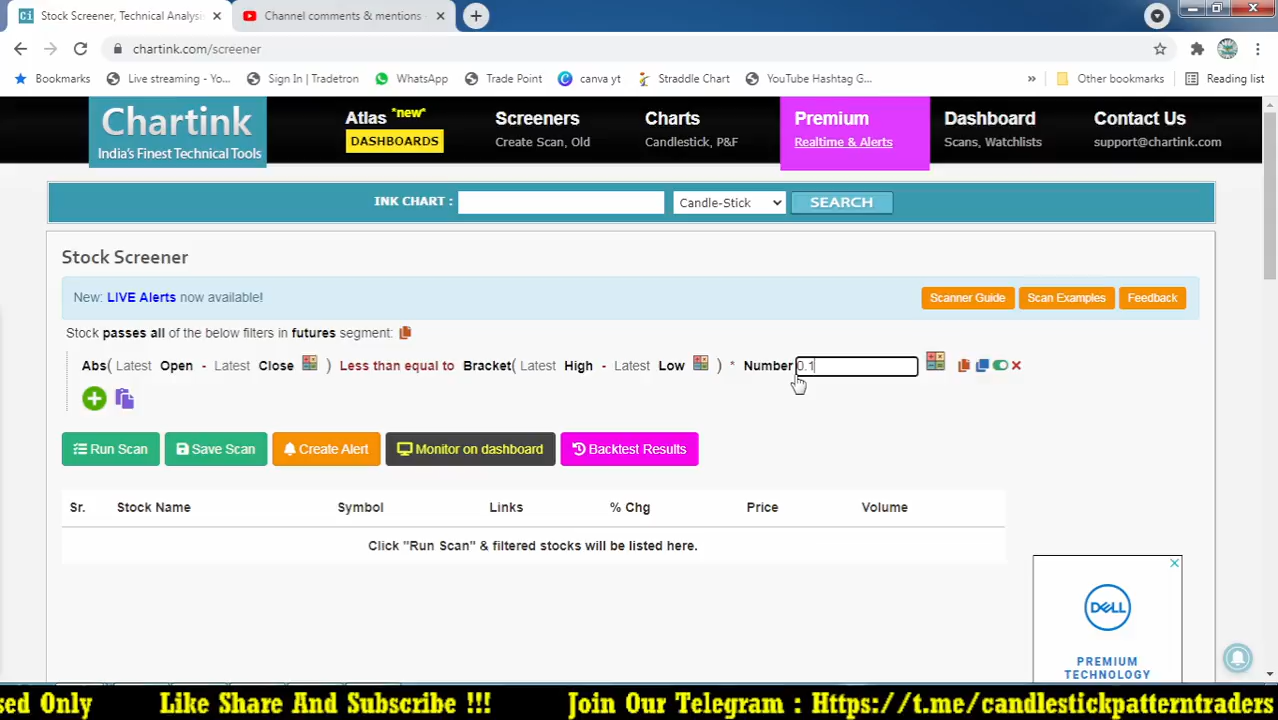 Stock Screener, Technical Analysi
Channel comments & mentions
chartink.com/screener
Bookmarks
Live streaming - Yo...
Sign In | Tradetron
WhatsApp
Trade Point
canva yt
Straddle Chart
YouTube Hashtag G...
»
Other bookmarks
Reading list
Chartink
India's Finest Technical Tools
Atlas *new*
DASHBOARDS
Screeners
Create Scan, Old
Charts
Candlestick, P&F
Premium
Realtime & Alerts
Dashboard
Scans, Watchlists
Contact Us
support@chartink.com
INK CHART :
Candle-Stick
SEARCH
Stock Screener
New: LIVE Alerts now available!
Scanner Guide
Scan Examples
Feedback
Stock passes all of the below filters in futures segment:
Abs( Latest Open - Latest Close ) Less than equal to Bracket( Latest High - Latest Low ) * Number 0.1
Run Scan
Save Scan
Create Alert
Monitor on dashboard
Backtest Results
Sr. Stock Name Symbol Links % Chg Price Volume
Click "Run Scan" & filtered stocks will be listed here.
DELL
PREMIUM
TECHNOLOGY
sed Only Like Share And Subscribe !!! Join Our Telegram : Https://t.me/candlestickpatterntraders